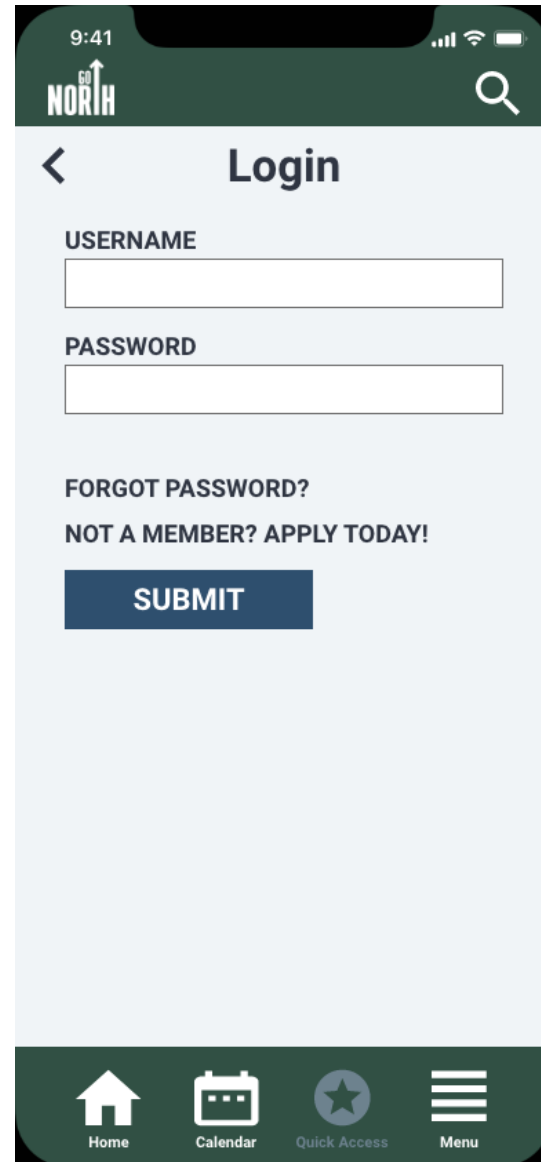 9:41
GO
NORTH
Login
USERNAME
PASSWORD
FORGOT PASSWORD?
NOT A MEMBER? APPLY TODAY!
SUBMIT
Home Calendar Quick Access Menu